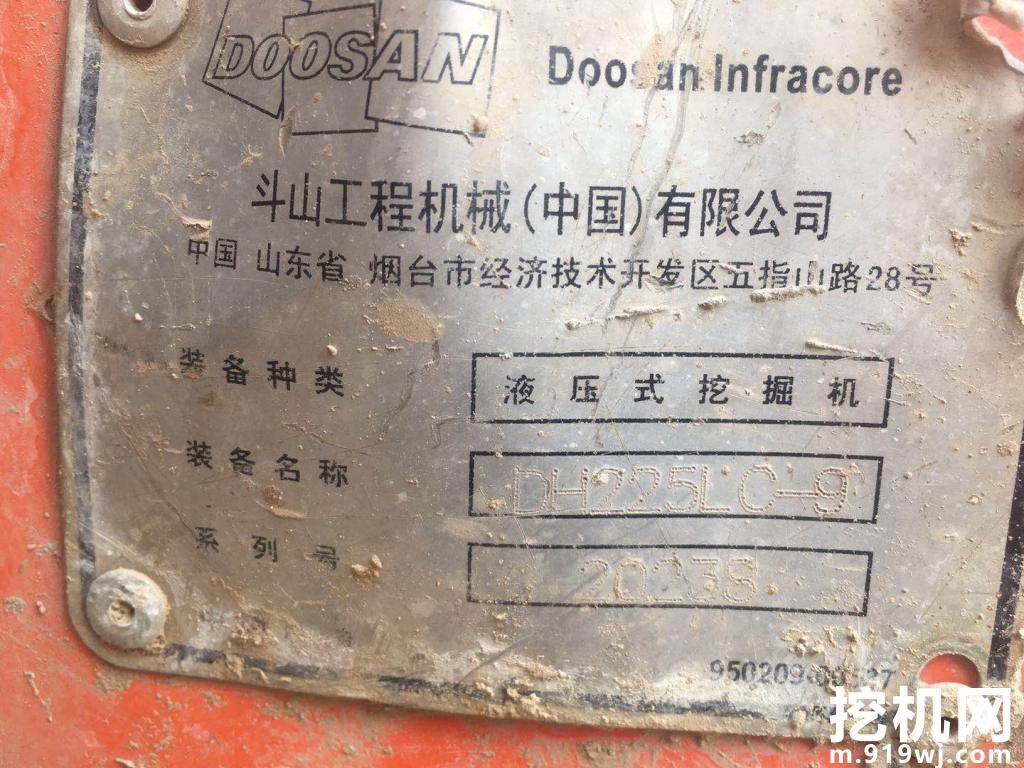 DOOSAN Doosan Infracore
斗山工程机械(中国)有限公司
中国 山东省 烟台市经济技术开发区五指山路28号
装备种类 液压式挖掘机
装备名称 DH225LC-9
系列号
950209
挖机网
m.919wj.com